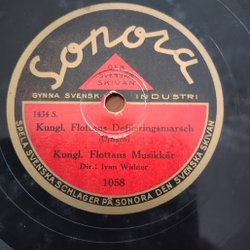 Sonora
DEN
SVENSKA
SKIVAN
GYNNA SVENSK INDUSTRI
1434 S.
Kungl. Flottans Defileringsmarsch
Kungl. Flottans Musikkår
Dir.: Ivar Widner
1058
SPELA SVENSKA SCHLAGER PÅ SONORA DEN SVENSKA SKIVAN